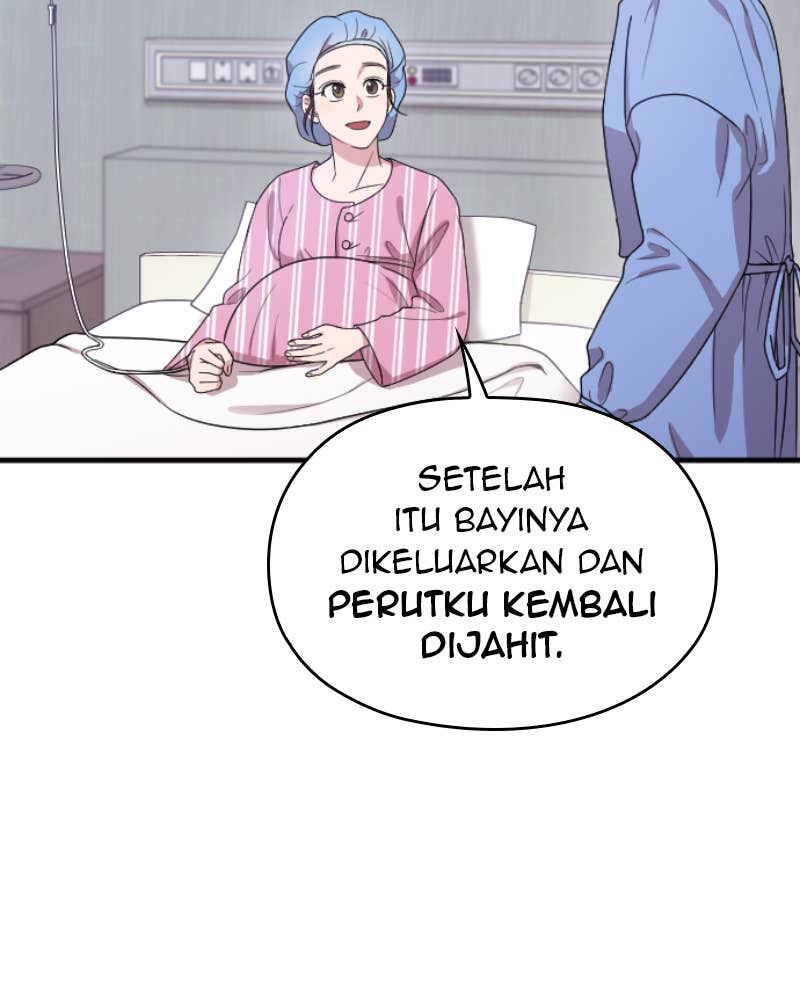 SETELAH
ITU BAYINYA
DIKELUARKAN DAN
PERUTKU KEMBALI
DIJAHIT.